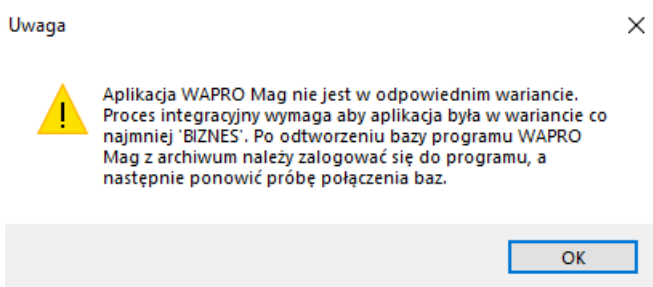 Uwaga
Aplikacja WAPRO Mag nie jest w odpowiednim wariancie.
Proces integracyjny wymaga aby aplikacja była w wariancie co
najmniej 'BIZNES'. Po odtworzeniu bazy programu WAPRO
Mag z archiwum należy zalogować się do programu, a
następnie ponowić próbę połączenia baz.
OK